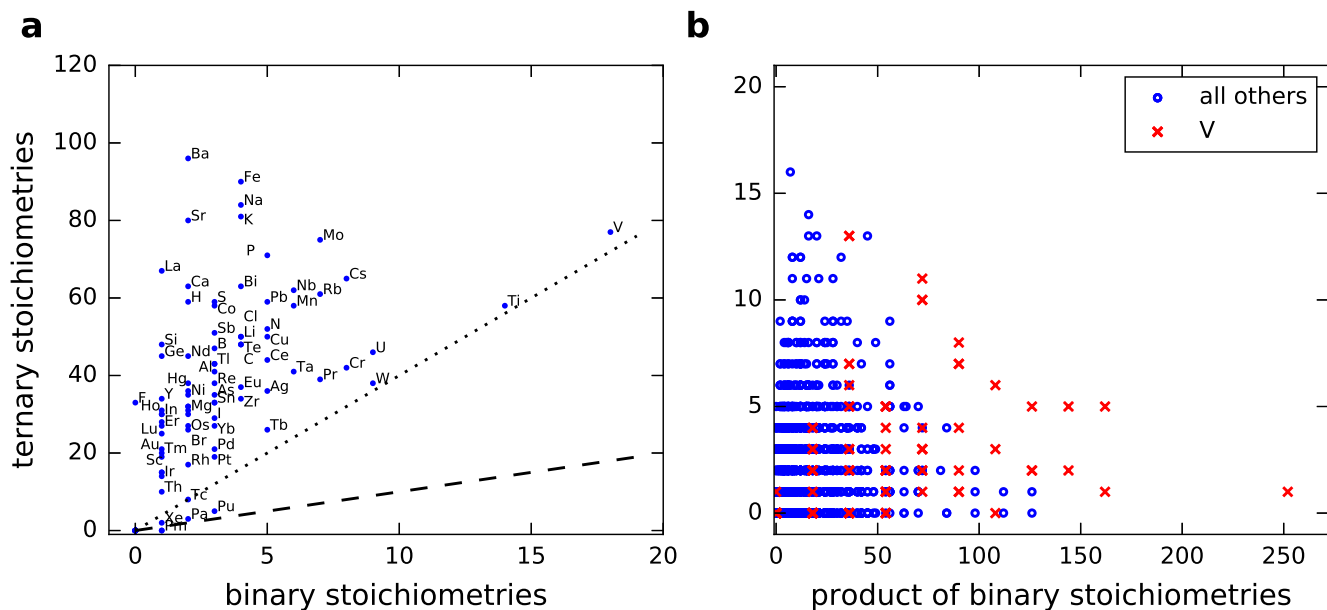 a
b
120
100
80
60
40
20
0
0
5
10
15
20
ternary stoichiometries
binary stoichiometries
Ba
Fe
Na
Sr
K
V
Mo
P
La
Cs
Ca
Bi
Nb
Rb
H
S
Pb
Mn
Ti
Co
Cl
N
Sb
Li
Cu
Si
B
Te
Ge
Nd
Tl
C
Ce
U
Al
Ta
Cr
Hg
Re
Eu
Pr
W
Ni
As
Ag
F
Y
Sn
Zr
Ho
In
Mg
I
Er
Os
Yb
Tb
Lu
Au
Tm
Br
Pd
Sc
Rh
Pt
Ir
Th
Tc
Pu
Xe
Pa
Pm
20
15
10
5
0
0
50
100
150
200
250
product of binary stoichiometries
all others
V